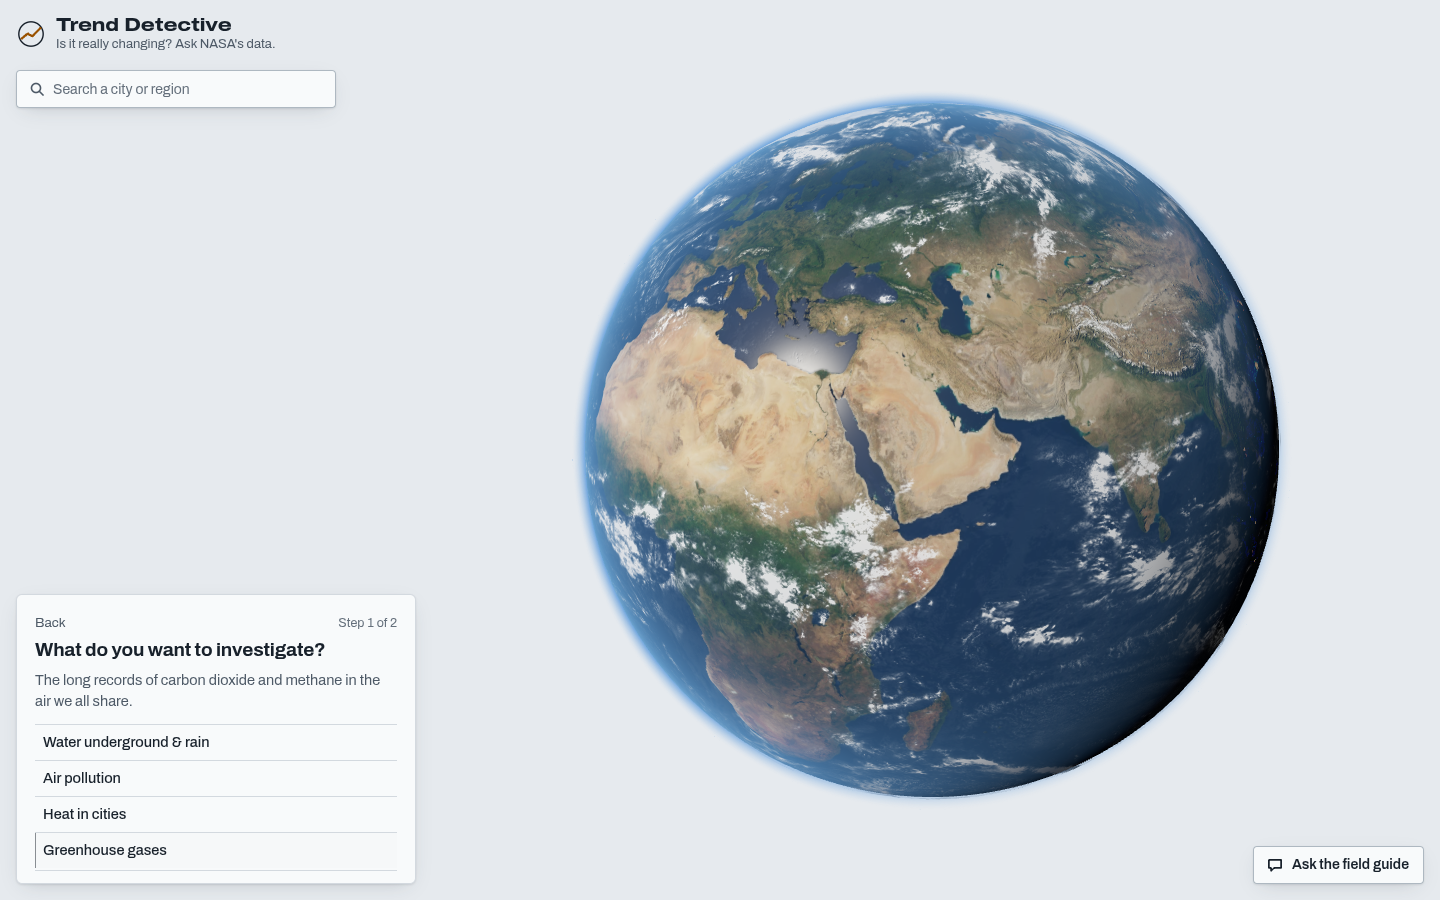 Trend Detective
Is it really changing? Ask NASA's data.
Search a city or region
Back
Step 1 of 2
What do you want to investigate?
The long records of carbon dioxide and methane in the
air we all share.
Water underground & rain
Air pollution
Heat in cities
Greenhouse gases
Ask the field guide